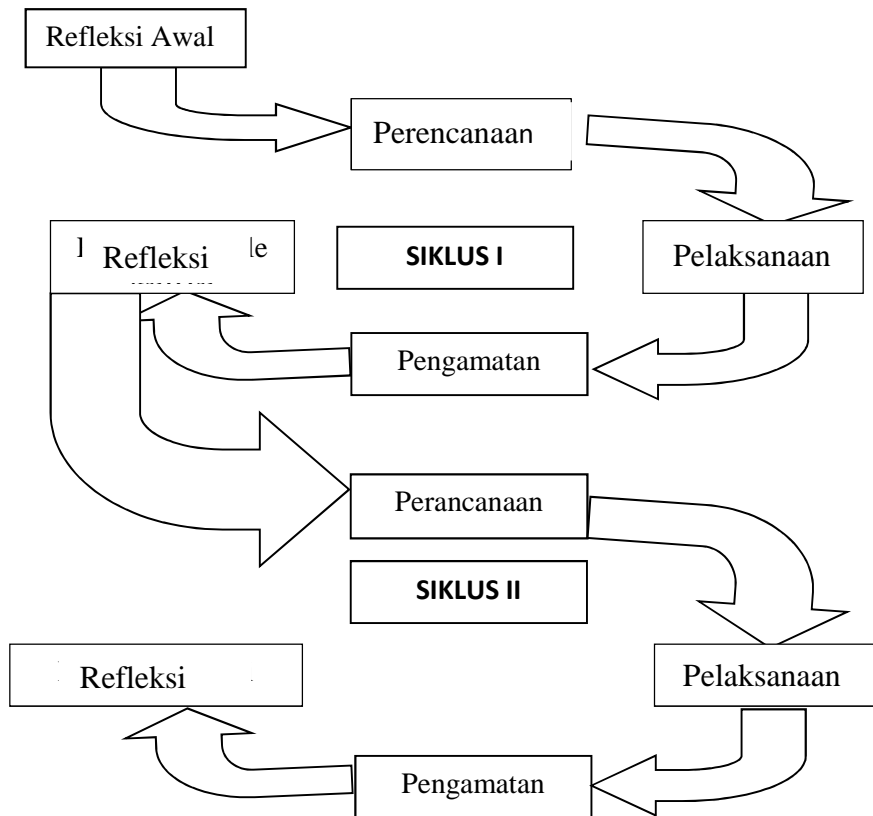 Refleksi Awal
Perencanaan
Refleksi
SIKLUS I
Pelaksanaan
Pengamatan
Perancanaan
SIKLUS II
Refleksi
Pelaksanaan
Pengamatan